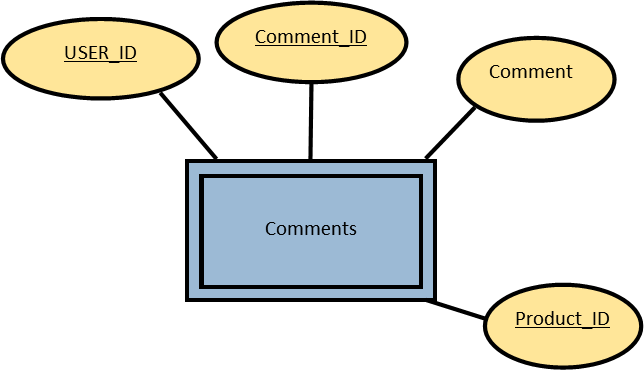 USER_ID
Comment_ID
Comment
Comments
Product_ID